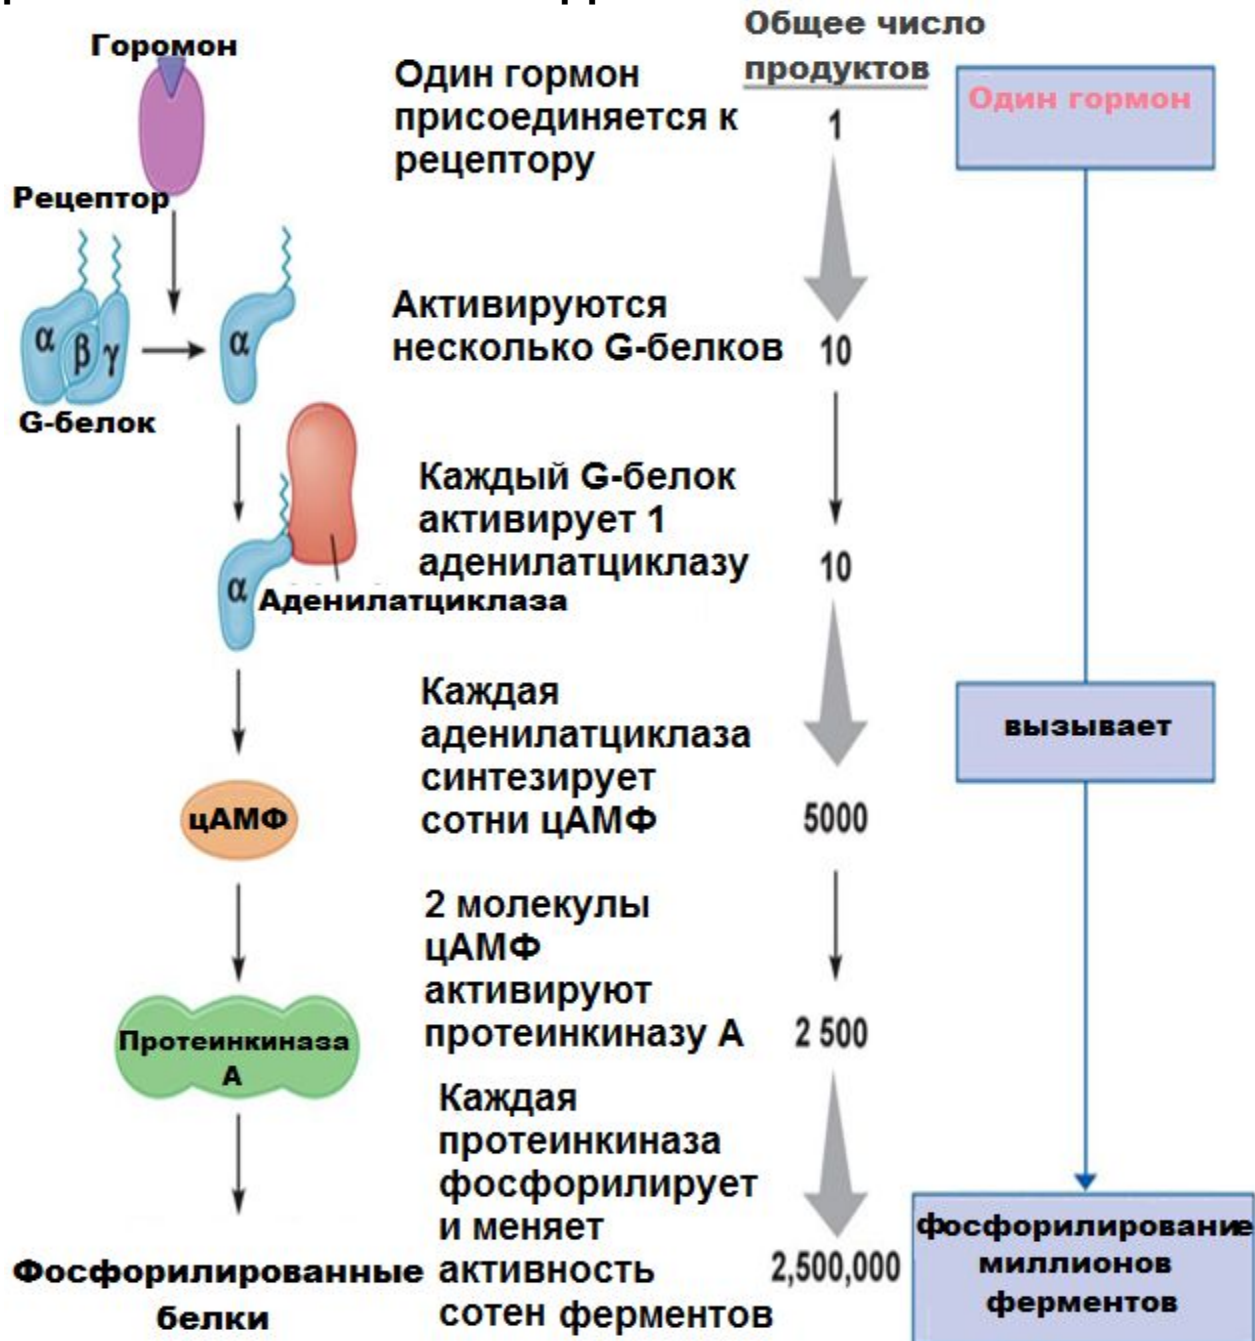 Горомон
Рецептор
α β γ
α
G-белок
α
Аденилатциклаза
цАМФ
Протеинкиназа
А
Фосфорилированные
белки
Один гормон
присоединяется к
рецептору
Активируются
несколько G-белков
Каждый G-белок
активирует 1
аденилатциклазу
Каждая
аденилатциклаза
синтезирует
сотни цАМФ
2 молекулы
цАМФ
активируют
протеинкиназу А
Каждая
протеинкиназа
фосфорилирует
и меняет
активность
сотен ферментов
Общее число
продуктов
1
10
10
5000
2 500
2,500,000
Один гормон
вызывает
фосфорилирование
миллионов
ферментов